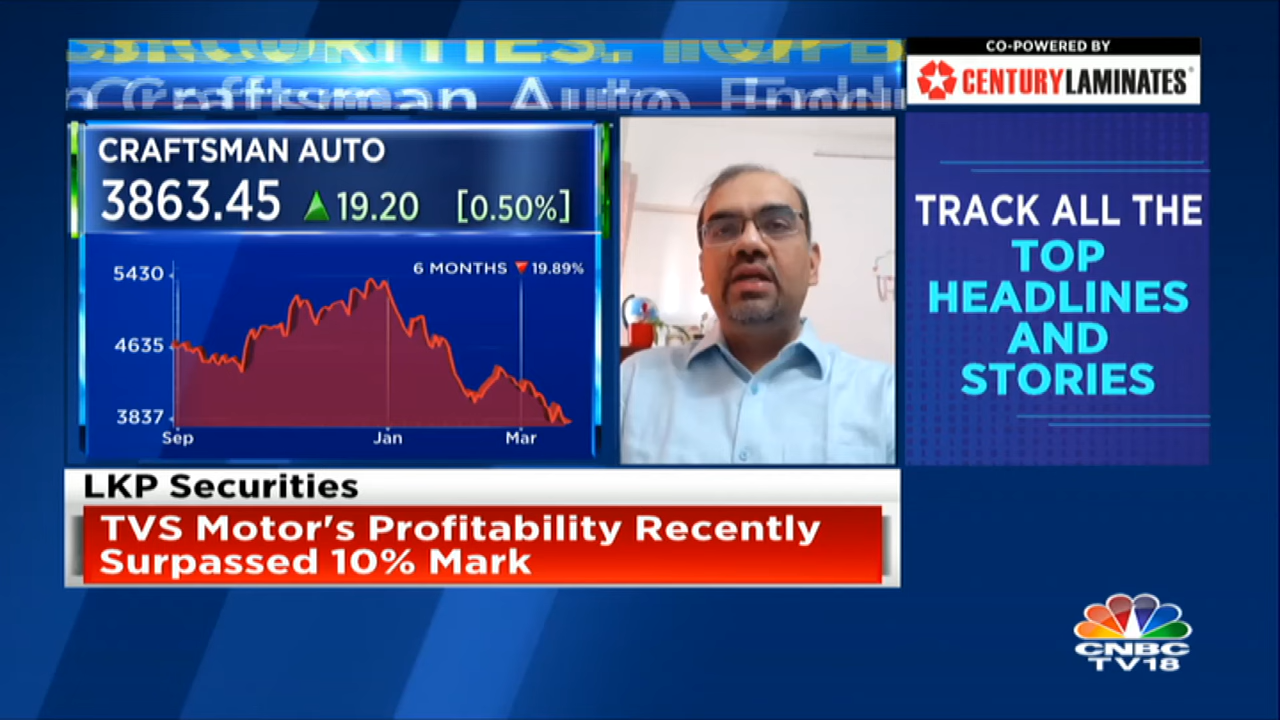 Craftsman Auto
CO-POWERED BY
CENTURYLAMINATES®
CRAFTSMAN AUTO
3863.45 ▲ 19.20 [0.50%]
6 MONTHS ▼ 19.89%
5430
4635
3837
Sep Jan Mar
TRACK ALL THE
TOP
HEADLINES
AND
STORIES
LKP Securities
TVS Motor's Profitability Recently
Surpassed 10% Mark
CNBC
TV18